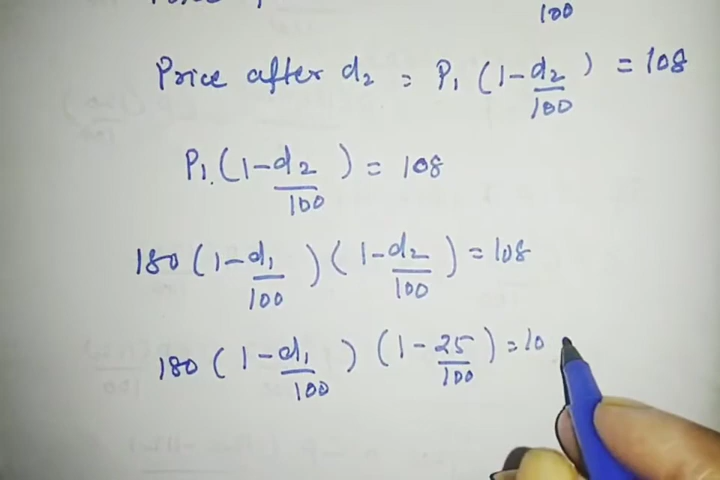 100
Price after d2 = P1 (1 - d2/100) = 108
P1. (1 - d2/100) = 108
180 (1 - d1/100) (1 - d2/100) = 108
180 (1 - d1/100) (1 - 25/100) = 10